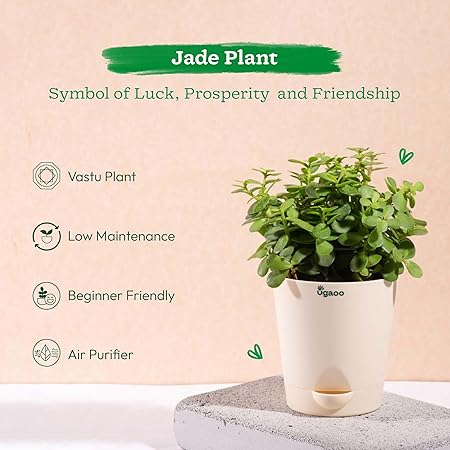 Jade Plant
Symbol of Luck, Prosperity and Friendship
Vastu Plant
Low Maintenance
Beginner Friendly
Air Purifier
ugaoo